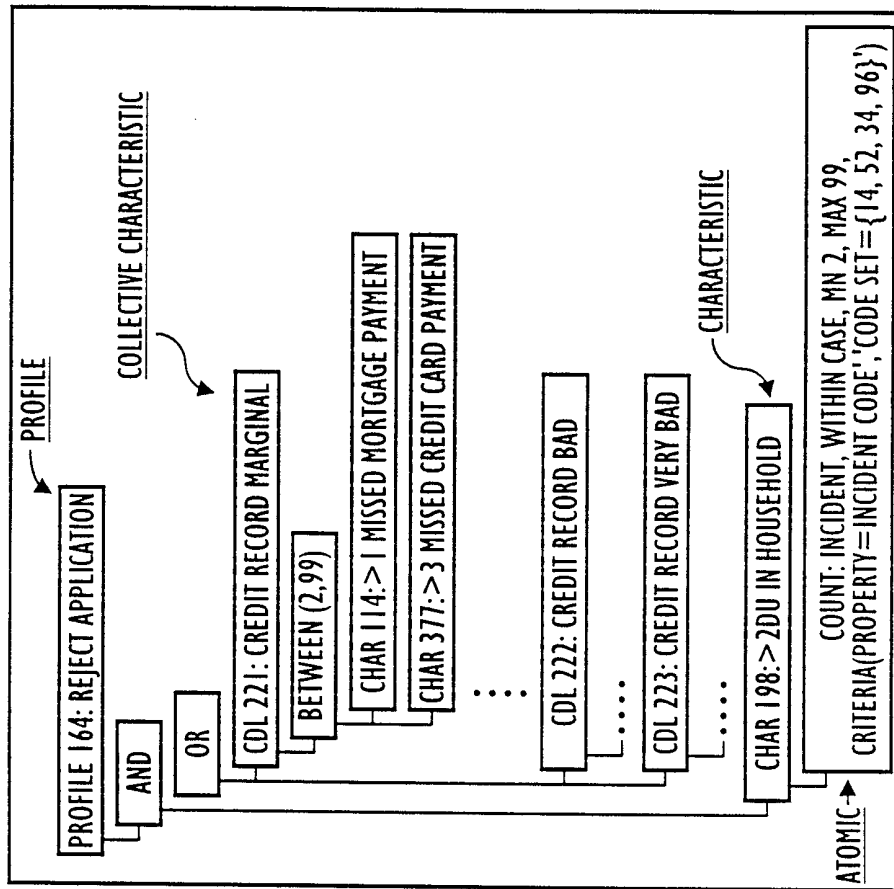 PROFILE
PROFILE 164: REJECT APPLICATION
AND
OR
COLLECTIVE CHARACTERISTIC
CDL 221: CREDIT RECORD MARGINAL
BETWEEN (2,99)
CHAR 114:> 1 MISSED MORTGAGE PAYMENT
CHAR 377:> 3 MISSED CREDIT CARD PAYMENT
....
CDL 222: CREDIT RECORD BAD
....
CDL 223: CREDIT RECORD VERY BAD
....
CHARACTERISTIC
CHAR 198:> 2DU IN HOUSEHOLD
ATOMIC
COUNT: INCIDENT, WITHIN CASE, MN 2, MAX 99,
CRITERIA(PROPERTY=INCIDENT CODE','CODE SET={14, 52, 34, 96}')